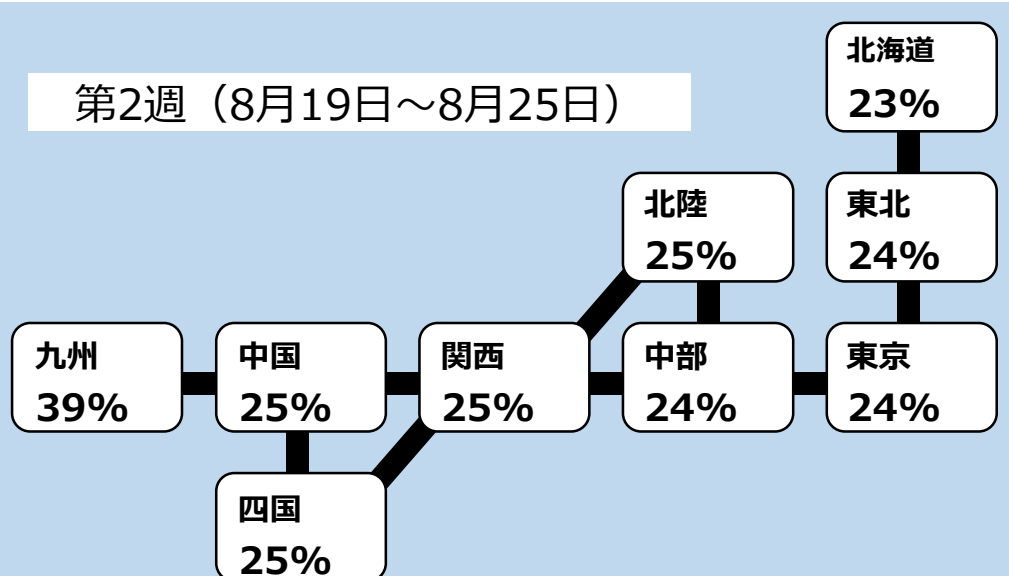 第2週（8月19日～8月25日）
北海道
23%
北陸
25%
東北
24%
九州
39%
中国
25%
関西
25%
中部
24%
東京
24%
四国
25%